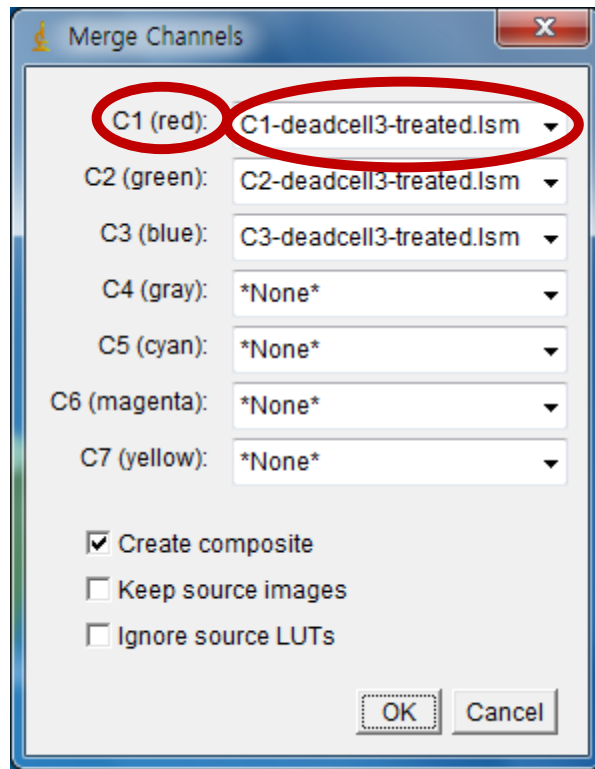 Merge Channels
C1 (red): C1-deadcell3-treated.lsm
C2 (green): C2-deadcell3-treated.lsm
C3 (blue): C3-deadcell3-treated.lsm
C4 (gray): *None*
C5 (cyan): *None*
C6 (magenta): *None*
C7 (yellow): *None*
Create composite
Keep source images
Ignore source LUTs
OK Cancel